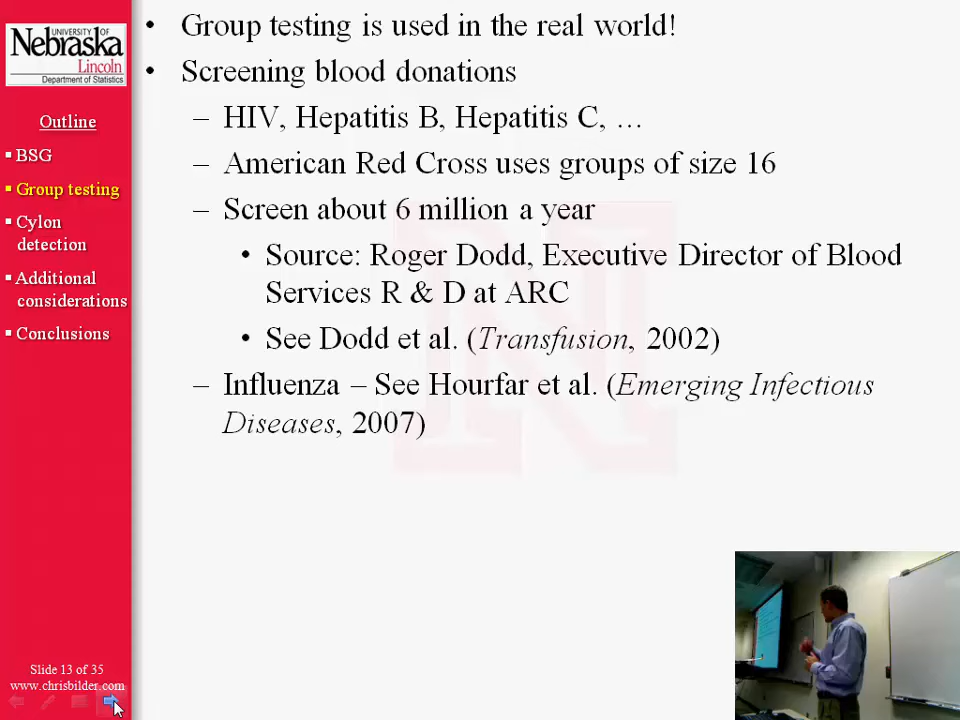 UNIVERSITY OF
Nebraska
Lincoln
Department of Statistics
Outline
▪ BSG
▪ Group testing
▪ Cylon
detection
▪ Additional
considerations
▪ Conclusions
Slide 13 of 35
www.chrisbilder.com
• Group testing is used in the real world!
• Screening blood donations
– HIV, Hepatitis B, Hepatitis C, …
– American Red Cross uses groups of size 16
– Screen about 6 million a year
• Source: Roger Dodd, Executive Director of Blood
Services R & D at ARC
• See Dodd et al. (Transfusion, 2002)
– Influenza – See Hourfar et al. (Emerging Infectious
Diseases, 2007)
N